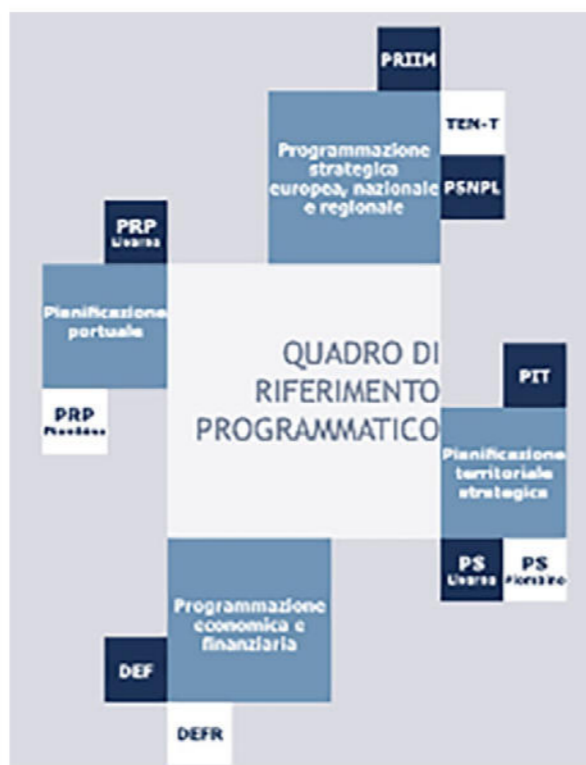 PRIIM
TEN-T
PSNPL
Programmazione
strategica
europea, nazionale
e regionale
PRP
Livorno
Pianificazione
portuale
PRP
Piombino
QUADRO DI
RIFERIMENTO
PROGRAMMATICO
PIT
Pianificazione
territoriale
strategica
PS
Livorno
PS
Piombino
Programmazione
economica e
finanziaria
DEF
DEFR